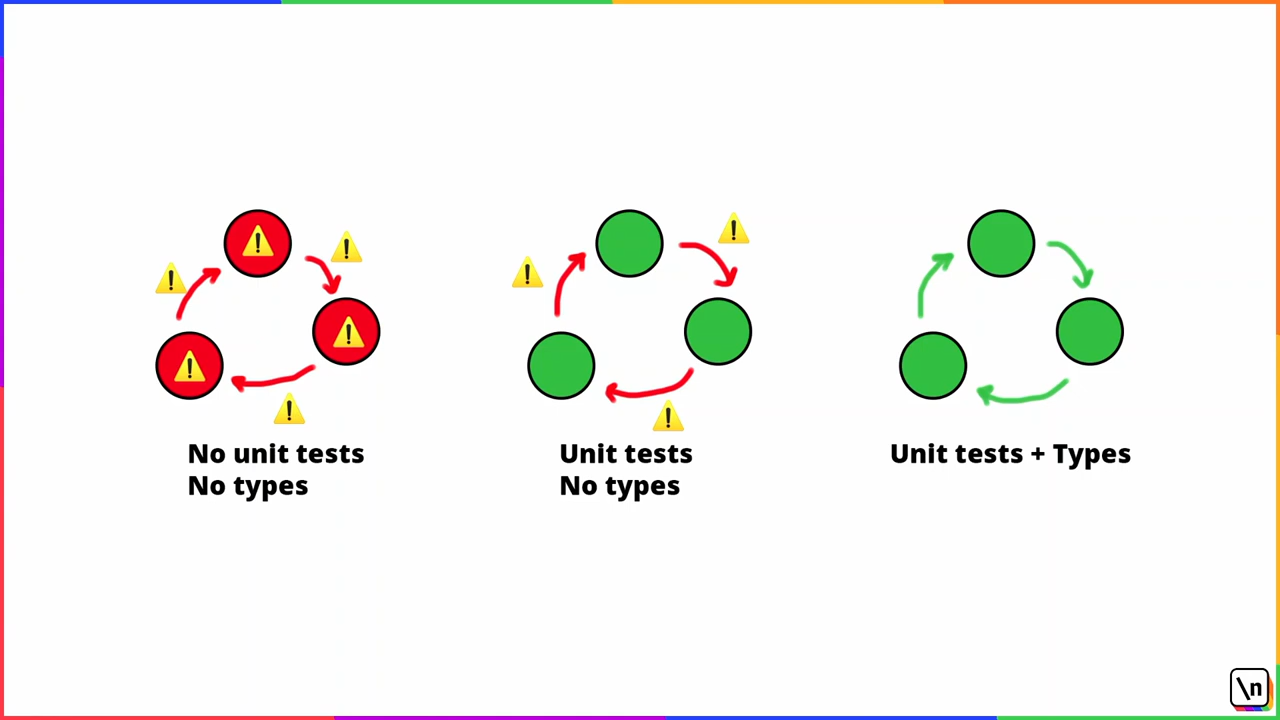 No unit tests
No types
Unit tests
No types
Unit tests + Types
\n